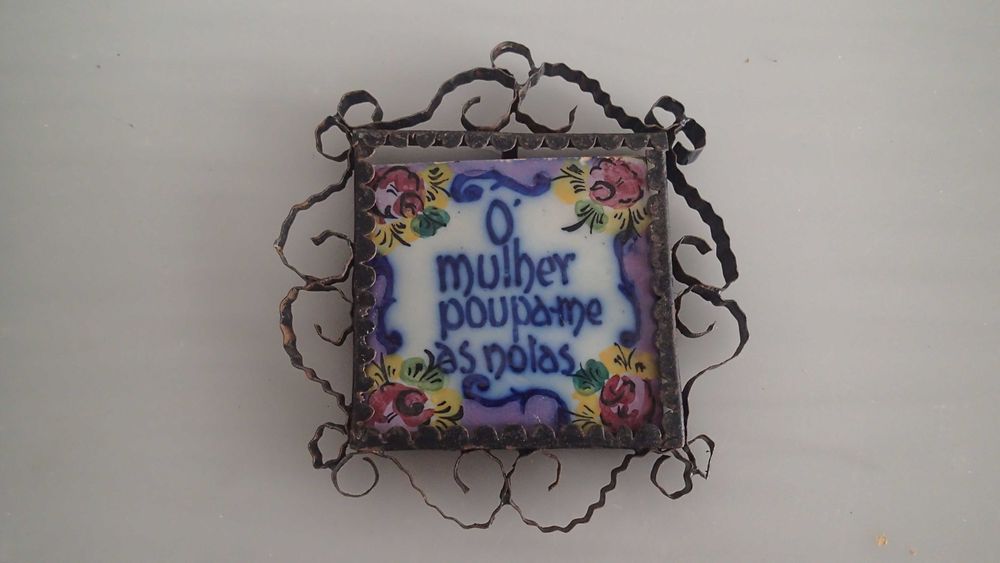 Ó
mulher
poupa-me
as notas